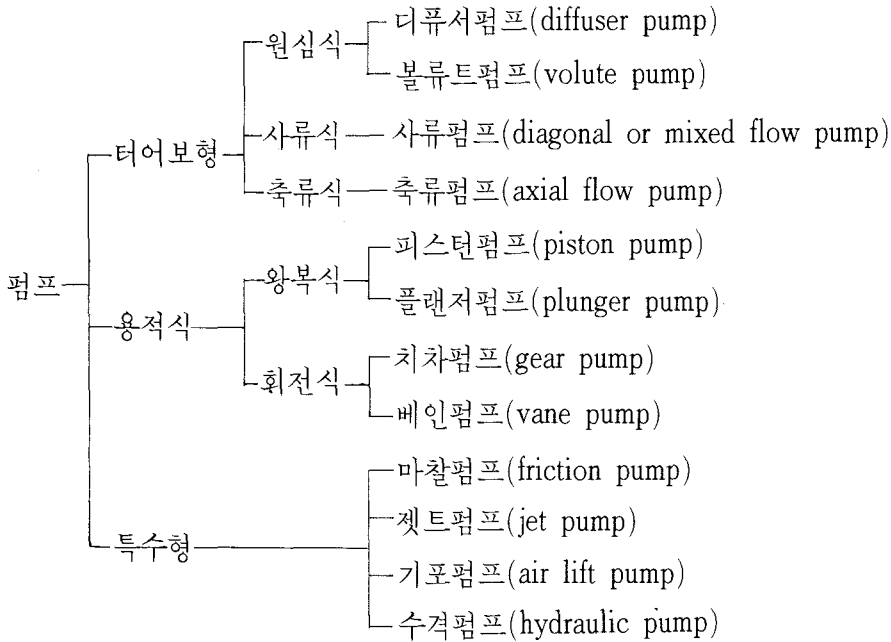 펌프
터어보형
원심식
디퓨서펌프(diffuser pump)
볼류트펌프(volute pump)
사류식
사류펌프(diagonal or mixed flow pump)
축류식
축류펌프(axial flow pump)
용적식
왕복식
피스턴펌프(piston pump)
플랜저펌프(plunger pump)
회전식
치차펌프(gear pump)
베인펌프(vane pump)
특수형
마찰펌프(friction pump)
젯트펌프(jet pump)
기포펌프(air lift pump)
수격펌프(hydraulic pump)